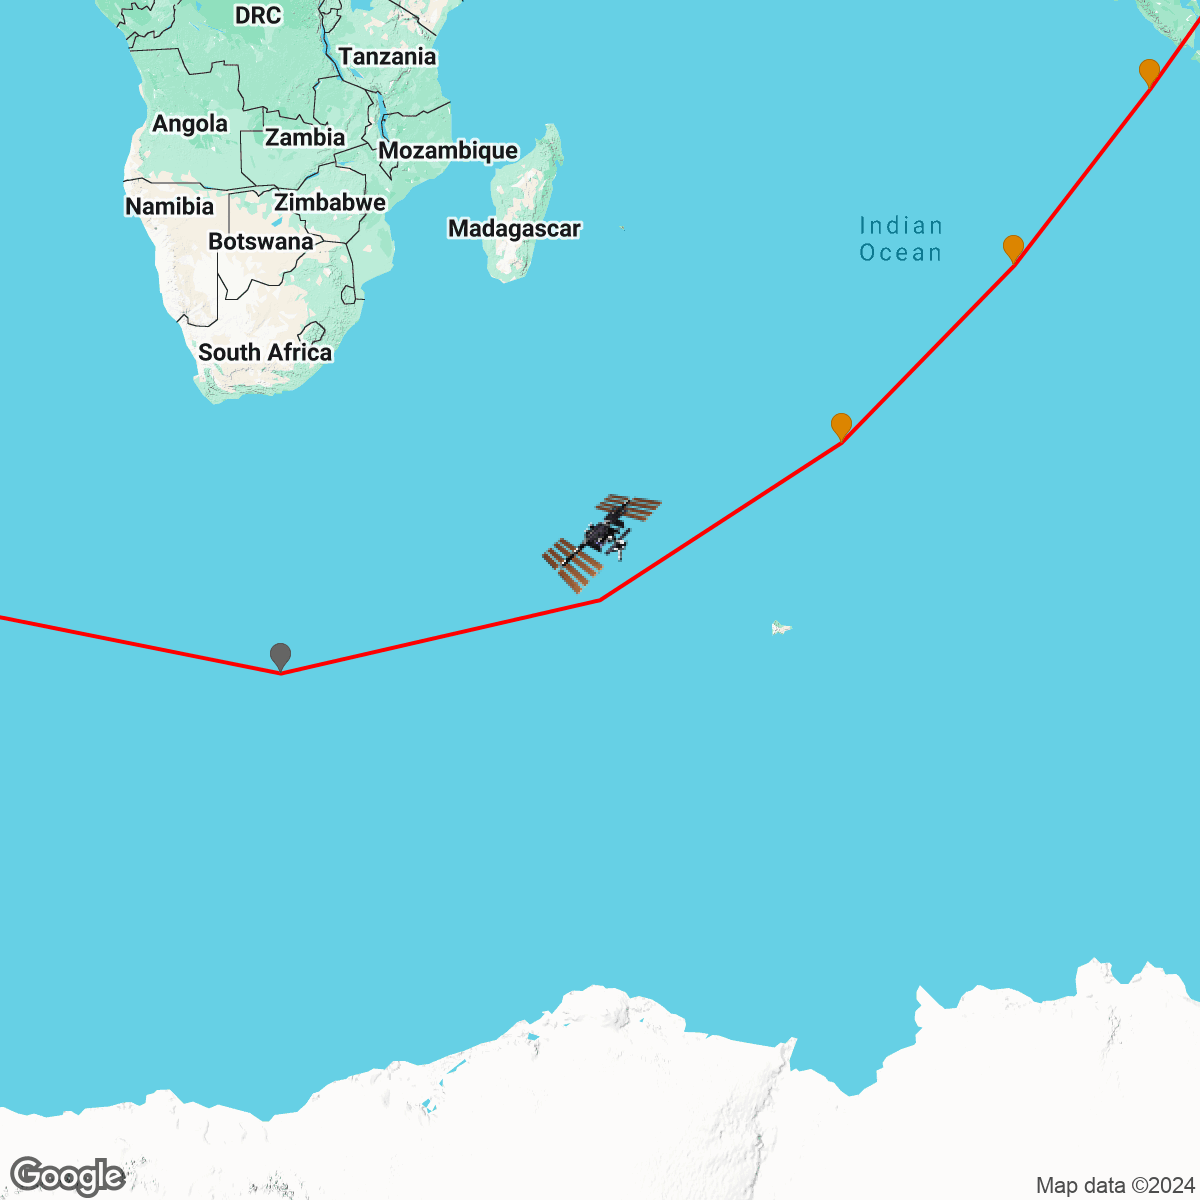 DRC
Tanzania
Angola
Zambia
Mozambique
Namibia
Zimbabwe
Botswana
Madagascar
Indian
Ocean
South Africa
Google
Map data ©2024